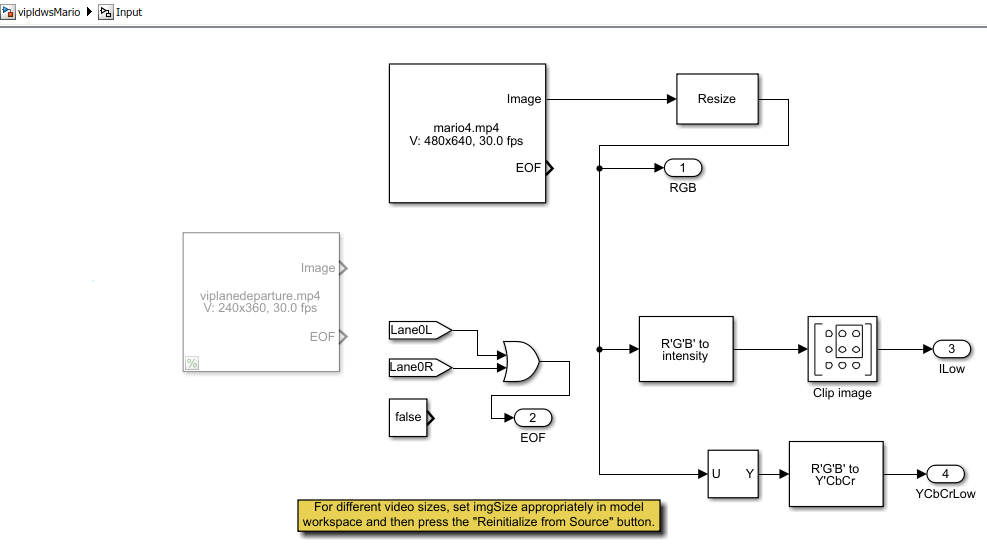 vipldwsMario
Input
Image
mario4.mp4
V: 480x640, 30.0 fps
EOF
Resize
1
RGB
Image
viplanedeparture.mp4
V: 240x360, 30.0 fps
EOF
%
Lane0L
Lane0R
false
2
EOF
R'G'B' to
intensity
Clip image
3
ILow
U
Y
R'G'B' to
Y'CbCr
4
YCbCrLow
For different video sizes, set imgSize appropriately in model
workspace and then press the "Reinitialize from Source" button.